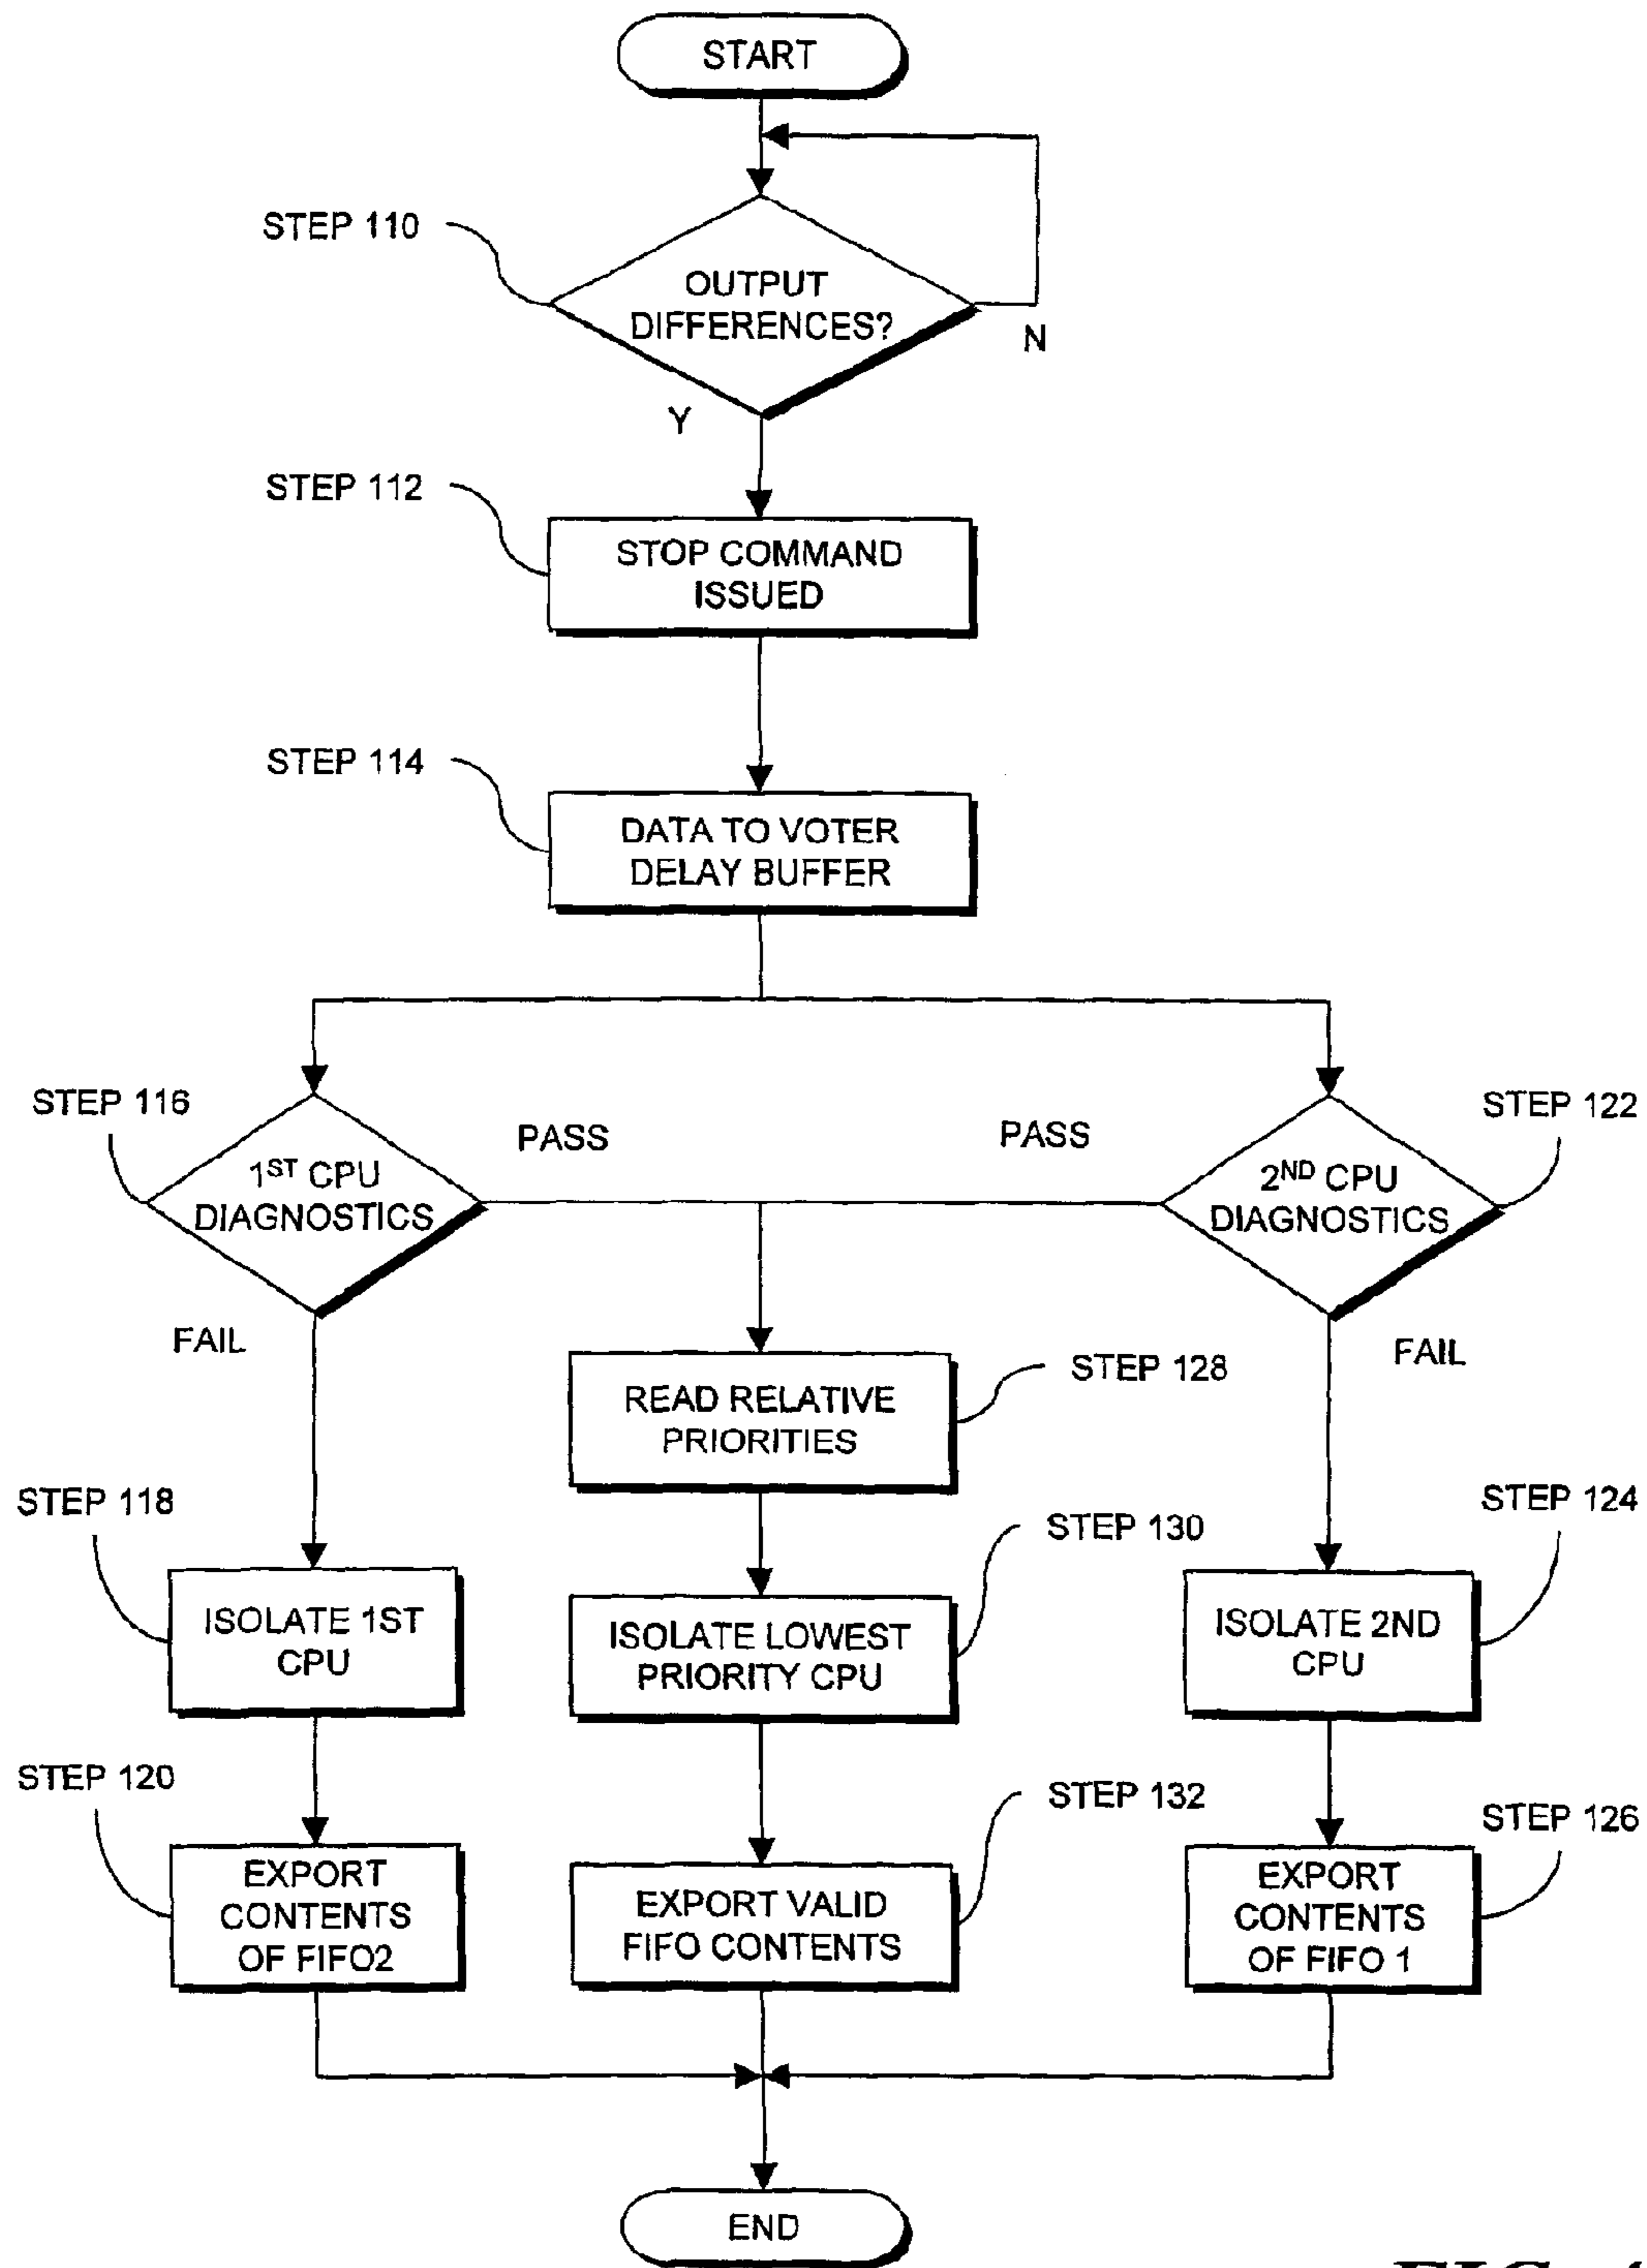 START
STEP 110
OUTPUT
DIFFERENCES?
N
Y
STEP 112
STOP COMMAND
ISSUED
STEP 114
DATA TO VOTER
DELAY BUFFER
STEP 116
1ST CPU
DIAGNOSTICS
PASS
PASS
2ND CPU
DIAGNOSTICS
STEP 122
FAIL
FAIL
READ RELATIVE
PRIORITIES
STEP 128
STEP 118
ISOLATE 1ST
CPU
ISOLATE LOWEST
PRIORITY CPU
STEP 130
ISOLATE 2ND
CPU
STEP 124
STEP 120
EXPORT
CONTENTS
OF FIFO2
EXPORT VALID
FIFO CONTENTS
STEP 132
EXPORT
CONTENTS
OF FIFO 1
STEP 126
END